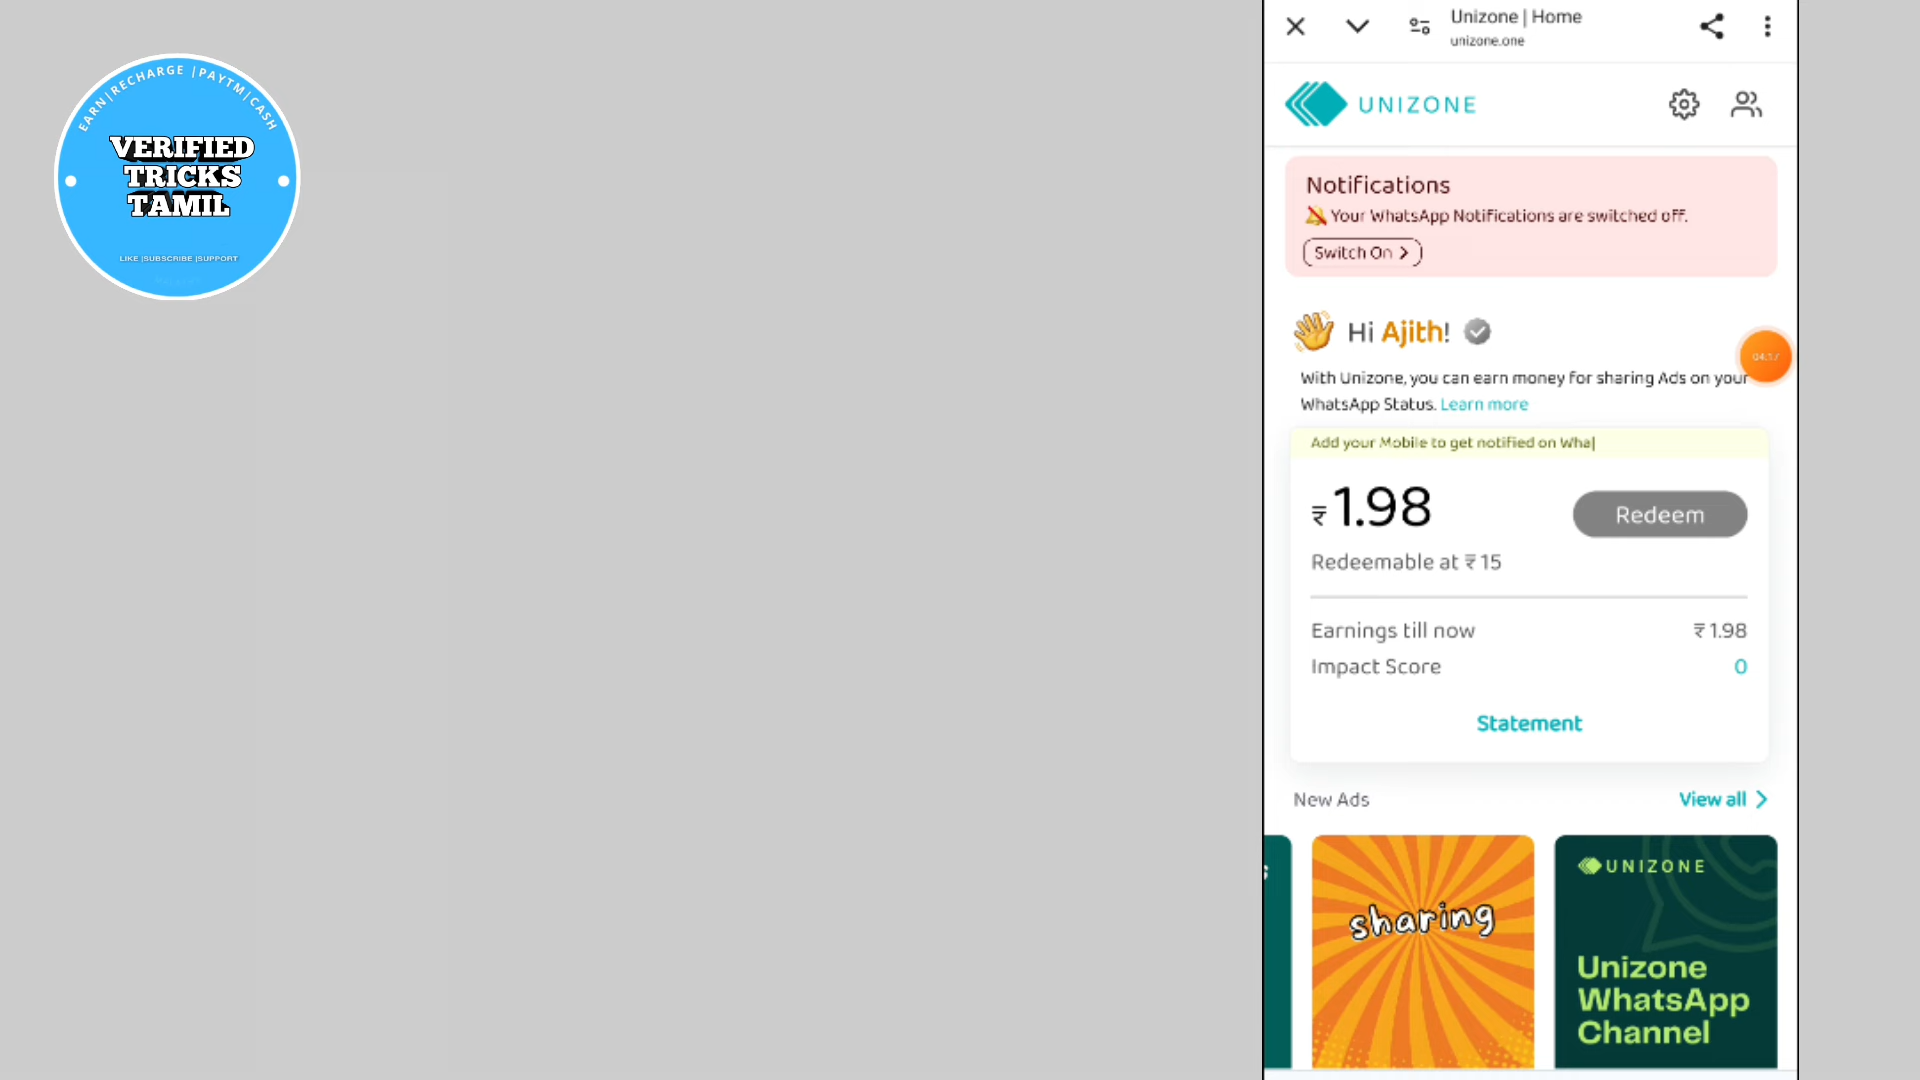 EARN|RECHARGE |PAYTM|CASH
VERIFIED
TRICKS
TAMIL
LIKE |SUBSCRIBE |SUPPORT
Unizone | Home
unizone.one
UNIZONE
Notifications
Your WhatsApp Notifications are switched off.
Switch On >
Hi Ajith!
04:17
With Unizone, you can earn money for sharing Ads on your
WhatsApp Status. Learn more
Add your Mobile to get notified on Wha|
₹1.98
Redeem
Redeemable at ₹15
Earnings till now ₹1.98
Impact Score 0
Statement
New Ads View all >
sharing
UNIZONE
Unizone
WhatsApp
Channel